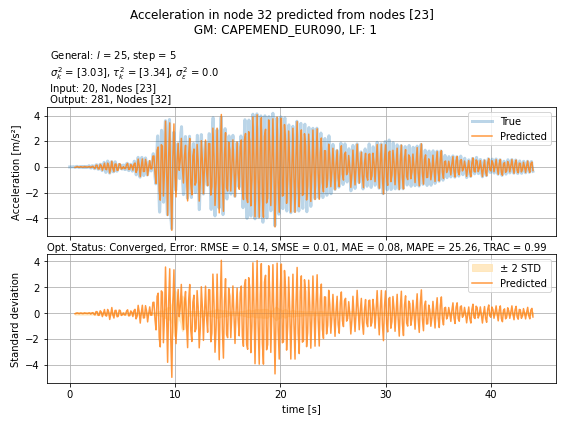 Acceleration in node 32 predicted from nodes [23]
GM: CAPEMEND_EUR090, LF: 1
General: l = 25, step = 5
σ²ₖ = [3.03], τ²ₖ = [3.34], σ²ε = 0.0
Input: 20, Nodes [23]
Output: 281, Nodes [32]
Acceleration [m/s²]
4
2
0
−2
−4
True
Predicted
Opt. Status: Converged, Error: RMSE = 0.14, SMSE = 0.01, MAE = 0.08, MAPE = 25.26, TRAC = 0.99
Standard deviation
4
2
0
−2
−4
± 2 STD
Predicted
0 10 20 30 40
time [s]